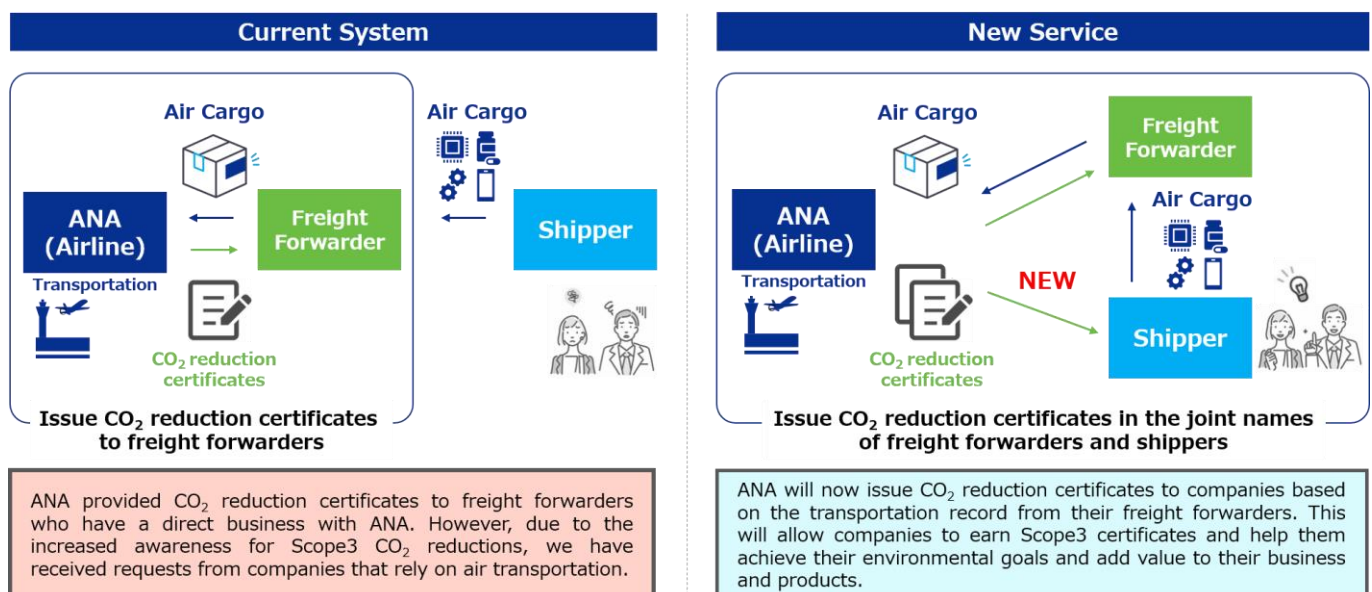 Current System
Air Cargo
Air Cargo
ANA
(Airline)
Freight
Forwarder
Shipper
Transportation
CO₂ reduction
certificates
Issue CO₂ reduction certificates
to freight forwarders
ANA provided CO₂ reduction certificates to freight forwarders
who have a direct business with ANA. However, due to the
increased awareness for Scope3 CO₂ reductions, we have
received requests from companies that rely on air transportation.
New Service
Air Cargo
Freight
Forwarder
ANA
(Airline)
Air Cargo
Transportation
NEW
Shipper
CO₂ reduction
certificates
Issue CO₂ reduction certificates in the joint names
of freight forwarders and shippers
ANA will now issue CO₂ reduction certificates to companies based
on the transportation record from their freight forwarders. This
will allow companies to earn Scope3 certificates and help them
achieve their environmental goals and add value to their business
and products.